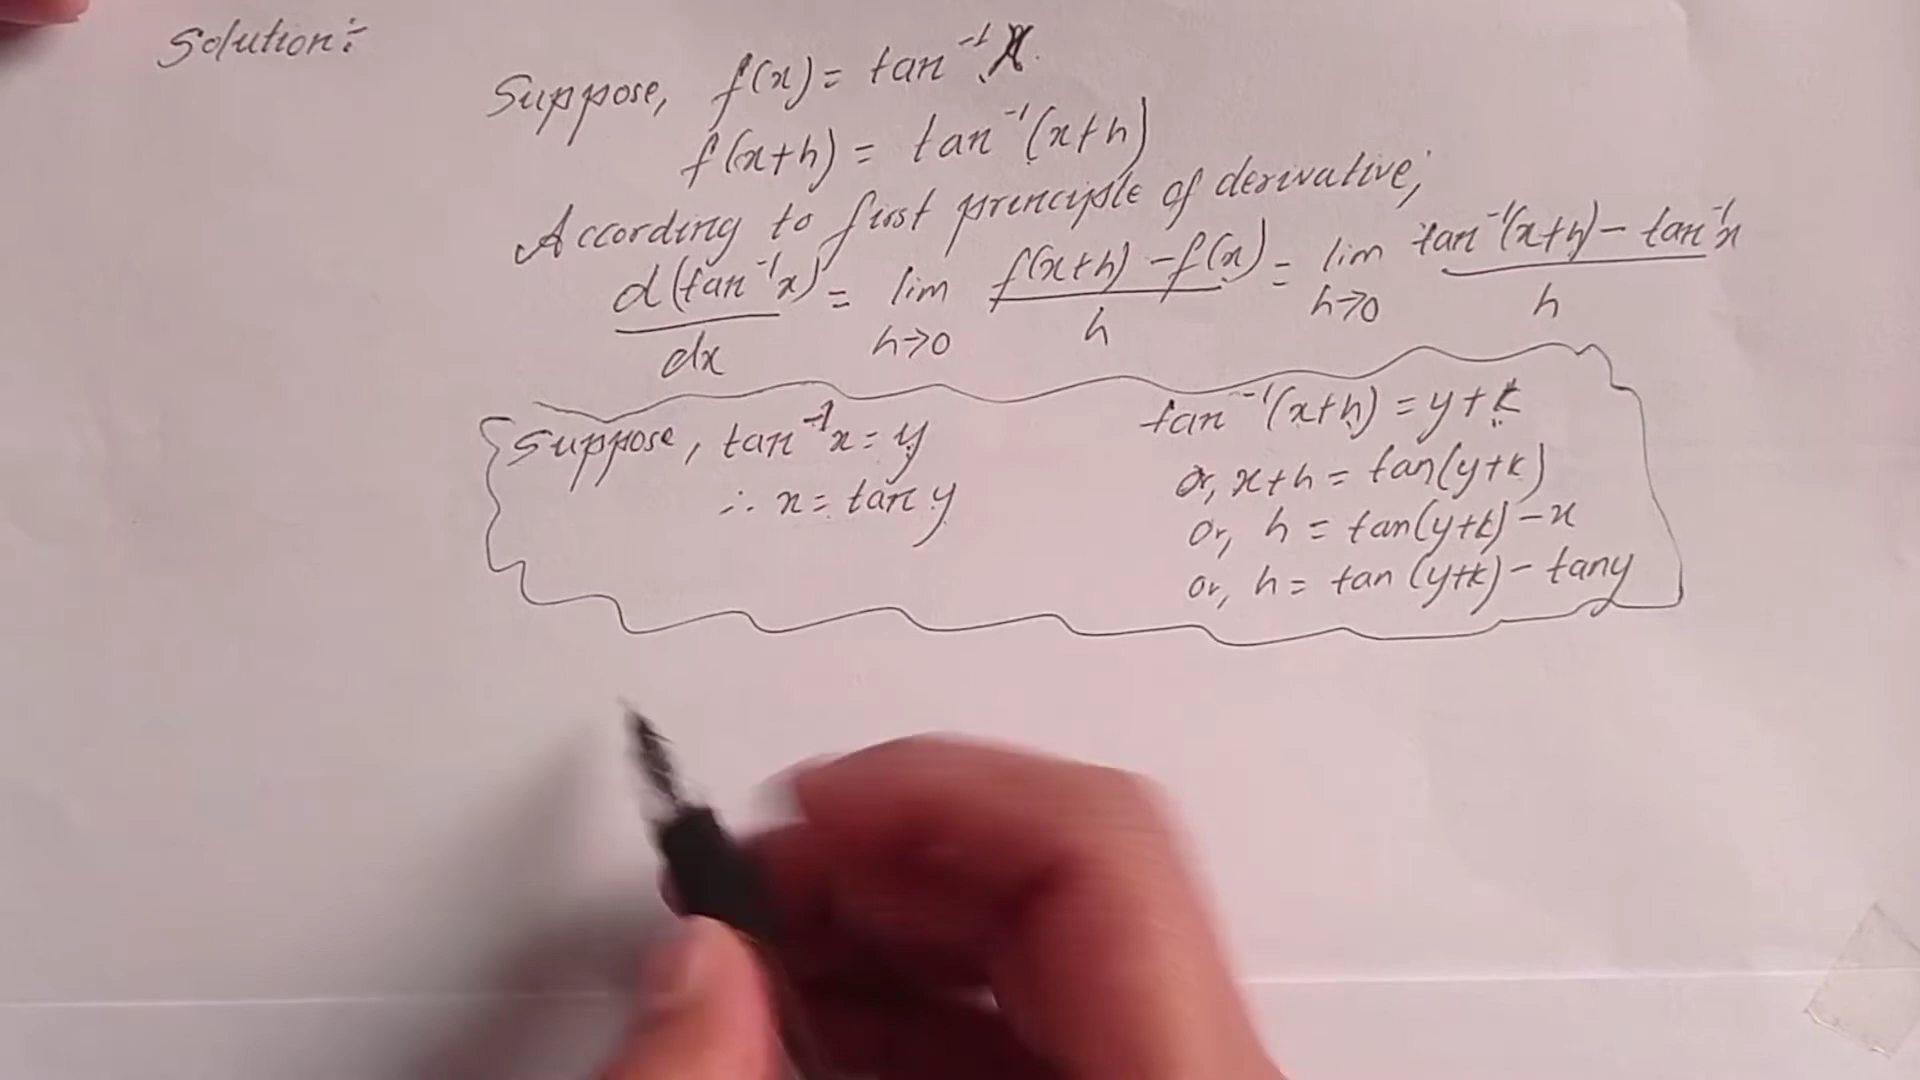 Solution:-
Suppose, f(x) = tan⁻¹x.
f(x+h) = tan⁻¹(x+h)
According to first principle of derivative;
d(tan⁻¹x)/dx = lim h→0 f(x+h) - f(x)/h = lim h→0 tan⁻¹(x+h) - tan⁻¹x/h
Suppose, tan⁻¹x = y
∴ x = tan y
tan⁻¹(x+h) = y+k
or, x+h = tan(y+k)
or, h = tan(y+k) - x
or, h = tan (y+k) - tany